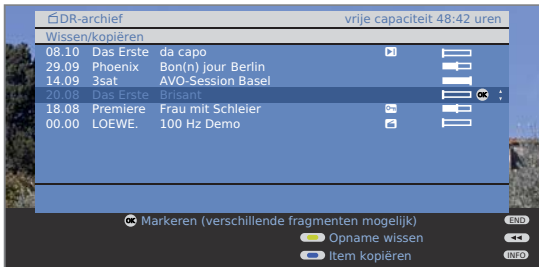 DR-archief vrije capaciteit 48:42 uren
Wissen/kopiëren
08.10 Das Erste da capo
29.09 Phoenix Bon(n) jour Berlin
14.09 3sat AVO-Session Basel
20.08 Das Erste Brisant OK
18.08 Premiere Frau mit Schleier
00.00 LOEWE. 100 Hz Demo
OK Markeren (verschillende fragmenten mogelijk) END
Opname wissen
Item kopiëren INFO